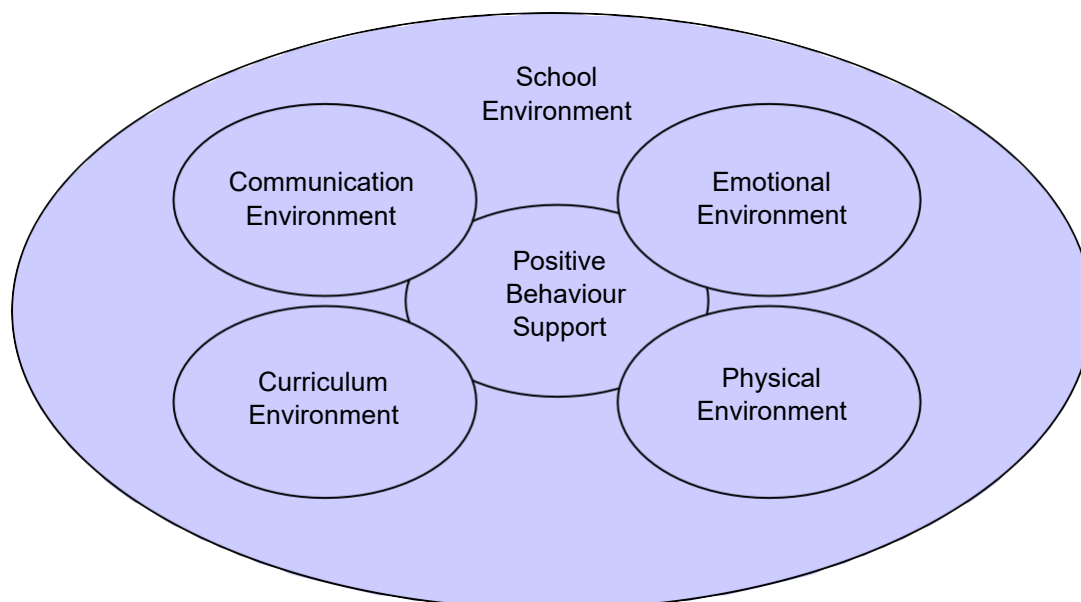 School
Environment
Communication
Environment
Emotional
Environment
Positive
Behaviour
Support
Curriculum
Environment
Physical
Environment